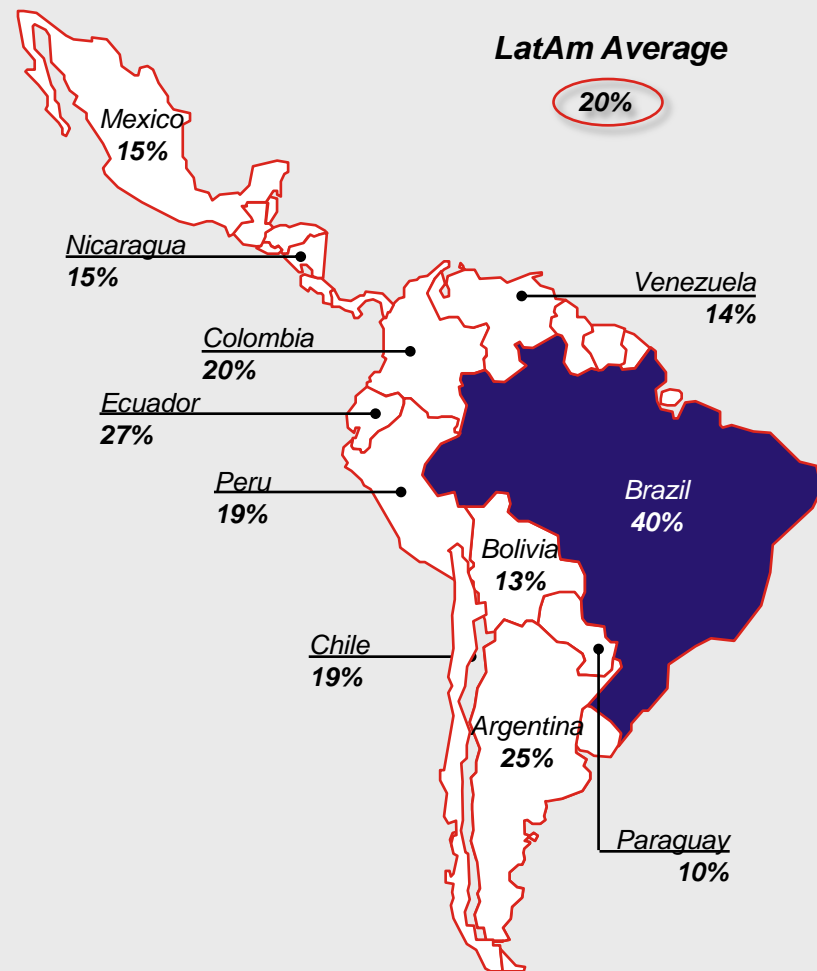 LatAm Average
20%
Mexico
15%
Nicaragua
15%
Venezuela
14%
Colombia
20%
Ecuador
27%
Peru
19%
Brazil
40%
Bolivia
13%
Chile
19%
Argentina
25%
Paraguay
10%